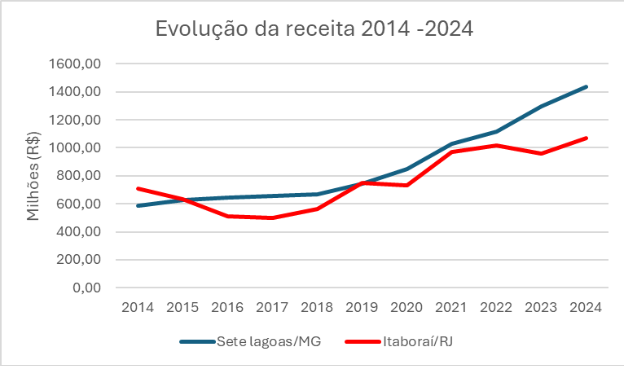 Evolução da receita 2014 -2024
Milhões (R$)
1600,00
1400,00
1200,00
1000,00
800,00
600,00
400,00
200,00
0,00
2014 2015 2016 2017 2018 2019 2020 2021 2022 2023 2024
Sete lagoas/MG Itaboraí/RJ